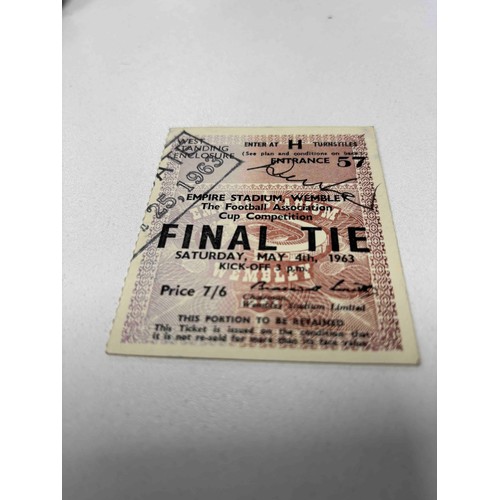 WEST
STANDING
ENCLOSURE
ENTER AT H TURNSTILES
(See plan and conditions on back)
ENTRANCE 57
25 1963
EMPIRE STADIUM, WEMBLEY
The Football Association
Cup Competition
FINAL TIE
SATURDAY, MAY 4th, 1963
KICK-OFF 3 p.m.
WEMBLEY
Price 7/6
Wembley Stadium Limited
THIS PORTION TO BE RETAINED
This Ticket is issued on the condition that
it is not re-sold for more than its face value